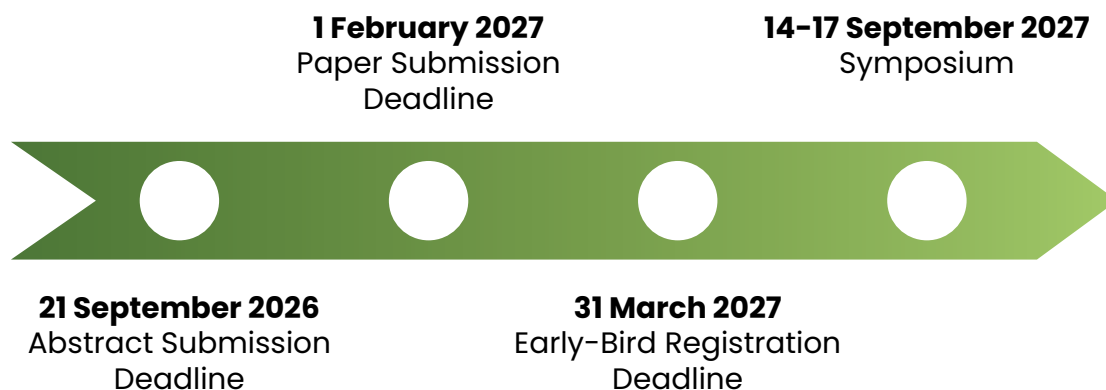 1 February 2027
Paper Submission
Deadline
14-17 September 2027
Symposium
21 September 2026
Abstract Submission
Deadline
31 March 2027
Early-Bird Registration
Deadline